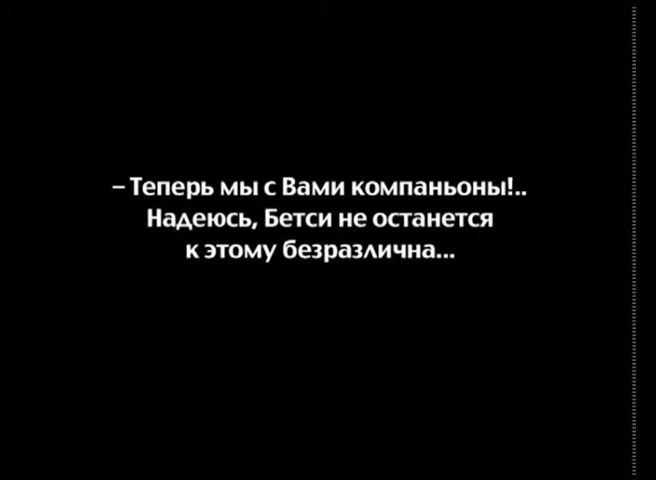 – Теперь мы с Вами компаньоны!..
Надеюсь, Бетси не останется
к этому безразлична...